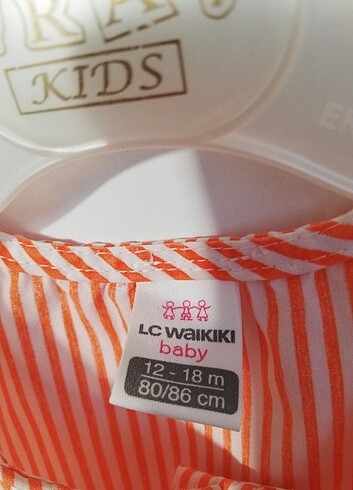 KIDS
LC WAIKIKI
baby
12 - 18 m
80/86 cm